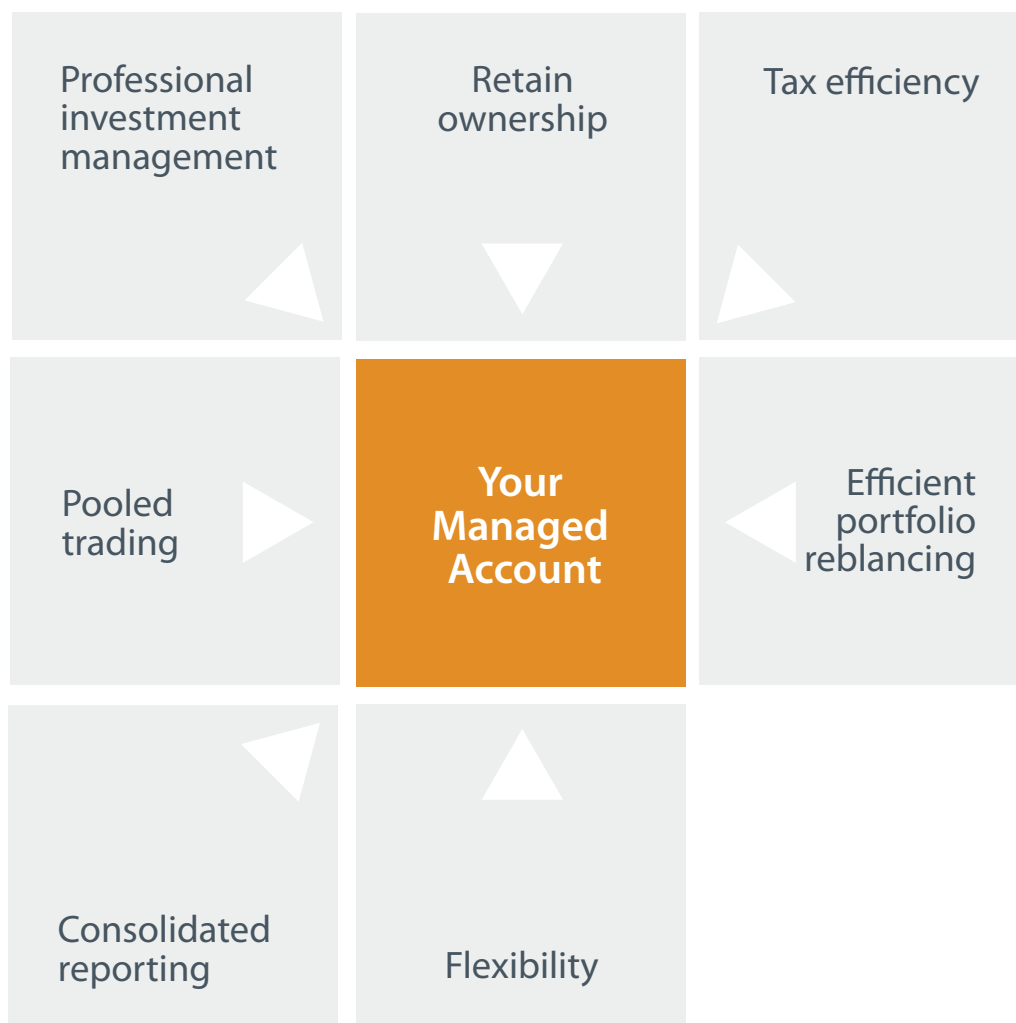 Professional
investment
management
Retain
ownership
Tax efficiency
Pooled
trading
Your
Managed
Account
Efficient
portfolio
reblancing
Consolidated
reporting
Flexibility